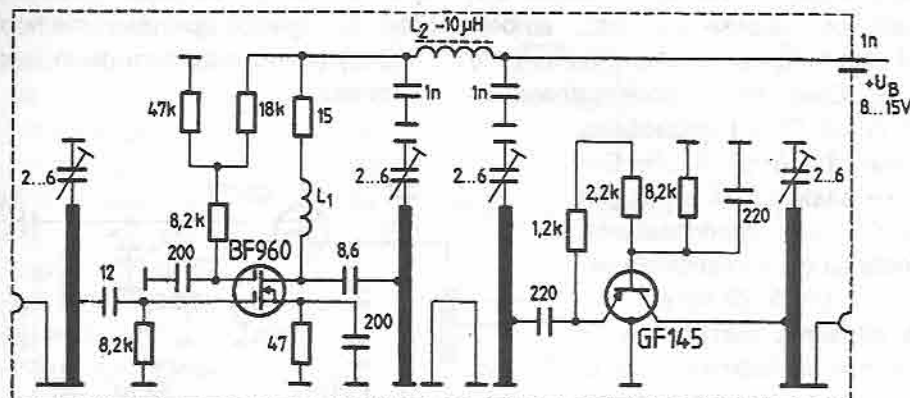 L₂ ~10µH
1n
+U_B
8...15V
47k
18k
15
1n
1n
2...6
2...6
2...6
2...6
L₁
8,2k
2,2k
8,2k
220
1,2k
BF960
200
8,6
12
220
8,2k
47
200
GF145